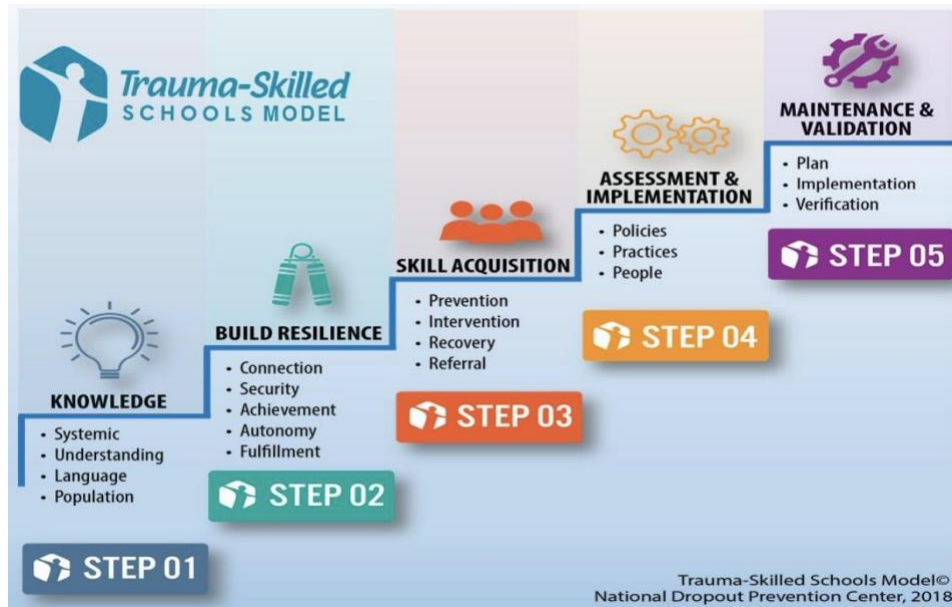 Trauma-Skilled
SCHOOLS MODEL
KNOWLEDGE
• Systemic
• Understanding
• Language
• Population
STEP 01
BUILD RESILIENCE
• Connection
• Security
• Achievement
• Autonomy
• Fulfillment
STEP 02
SKILL ACQUISITION
• Prevention
• Intervention
• Recovery
• Referral
STEP 03
ASSESSMENT &
IMPLEMENTATION
• Policies
• Practices
• People
STEP 04
MAINTENANCE &
VALIDATION
• Plan
• Implementation
• Verification
STEP 05
Trauma-Skilled Schools Model©
National Dropout Prevention Center, 2018